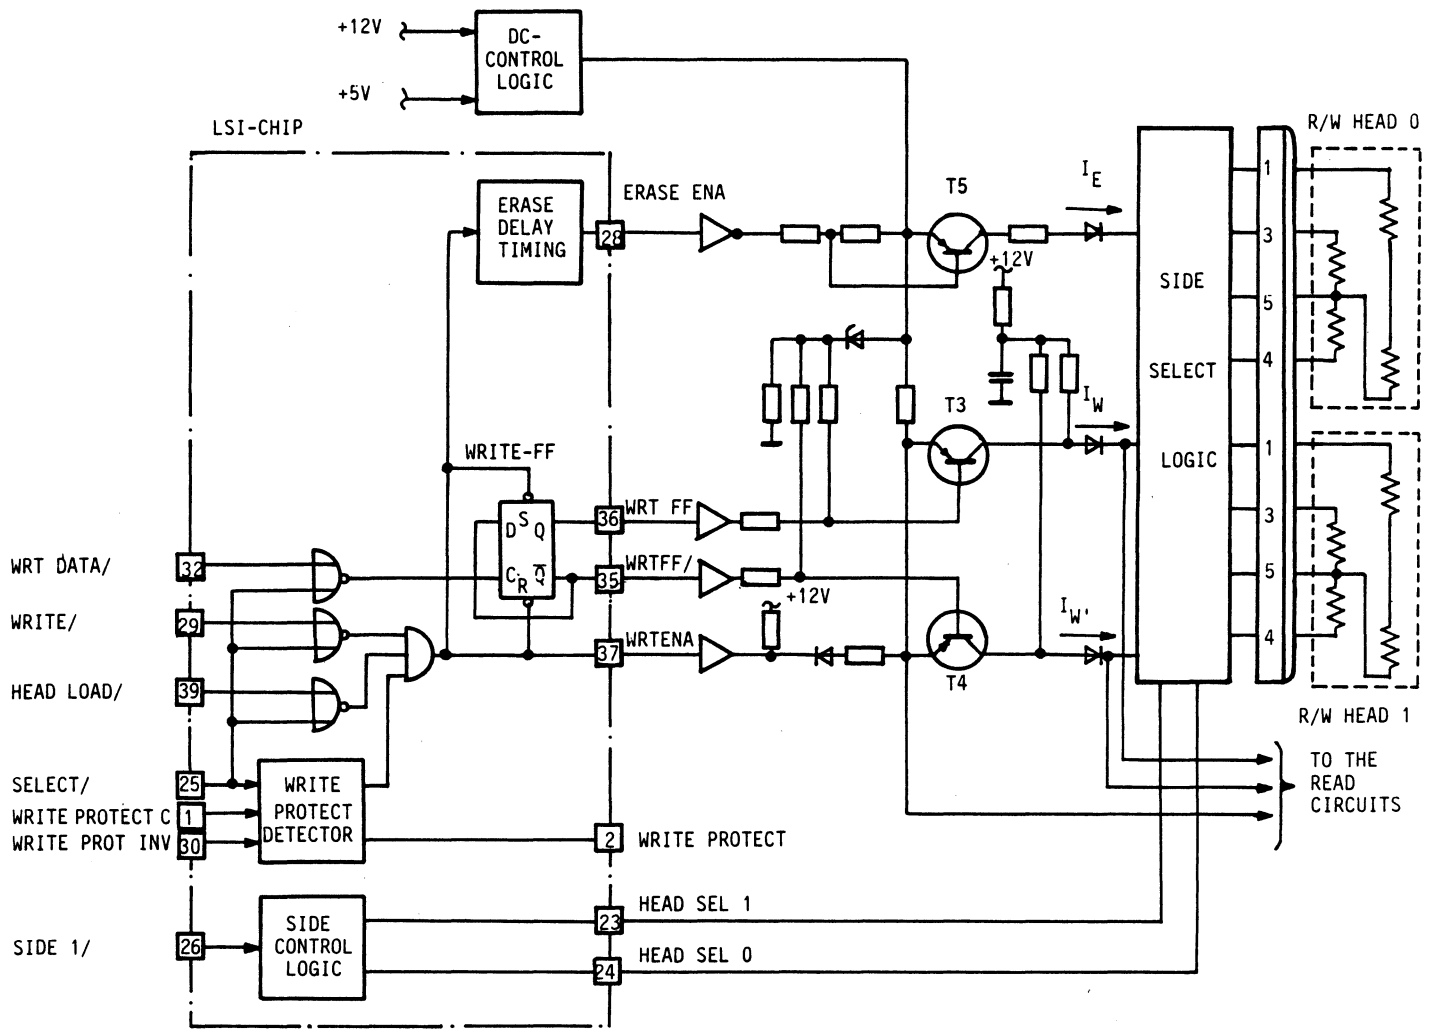 +12V
DC-
CONTROL
LOGIC
+5V
LSI-CHIP
R/W HEAD 0
ERASE
DELAY
TIMING
28
ERASE ENA
T5
+12V
I E
SIDE
SELECT
LOGIC
1
3
5
4
1
3
5
4
T3
I W
WRITE-FF
D S Q
C R Q
36
WRT FF
35
WRTFF/
+12V
37
WRTENA
I W'
T4
WRT DATA/
32
WRITE/
29
HEAD LOAD/
39
SELECT/
25
WRITE PROTECT C
1
WRITE PROT INV
30
WRITE
PROTECT
DETECTOR
2
WRITE PROTECT
R/W HEAD 1
TO THE
READ
CIRCUITS
SIDE 1/
26
SIDE
CONTROL
LOGIC
23
HEAD SEL 1
24
HEAD SEL 0